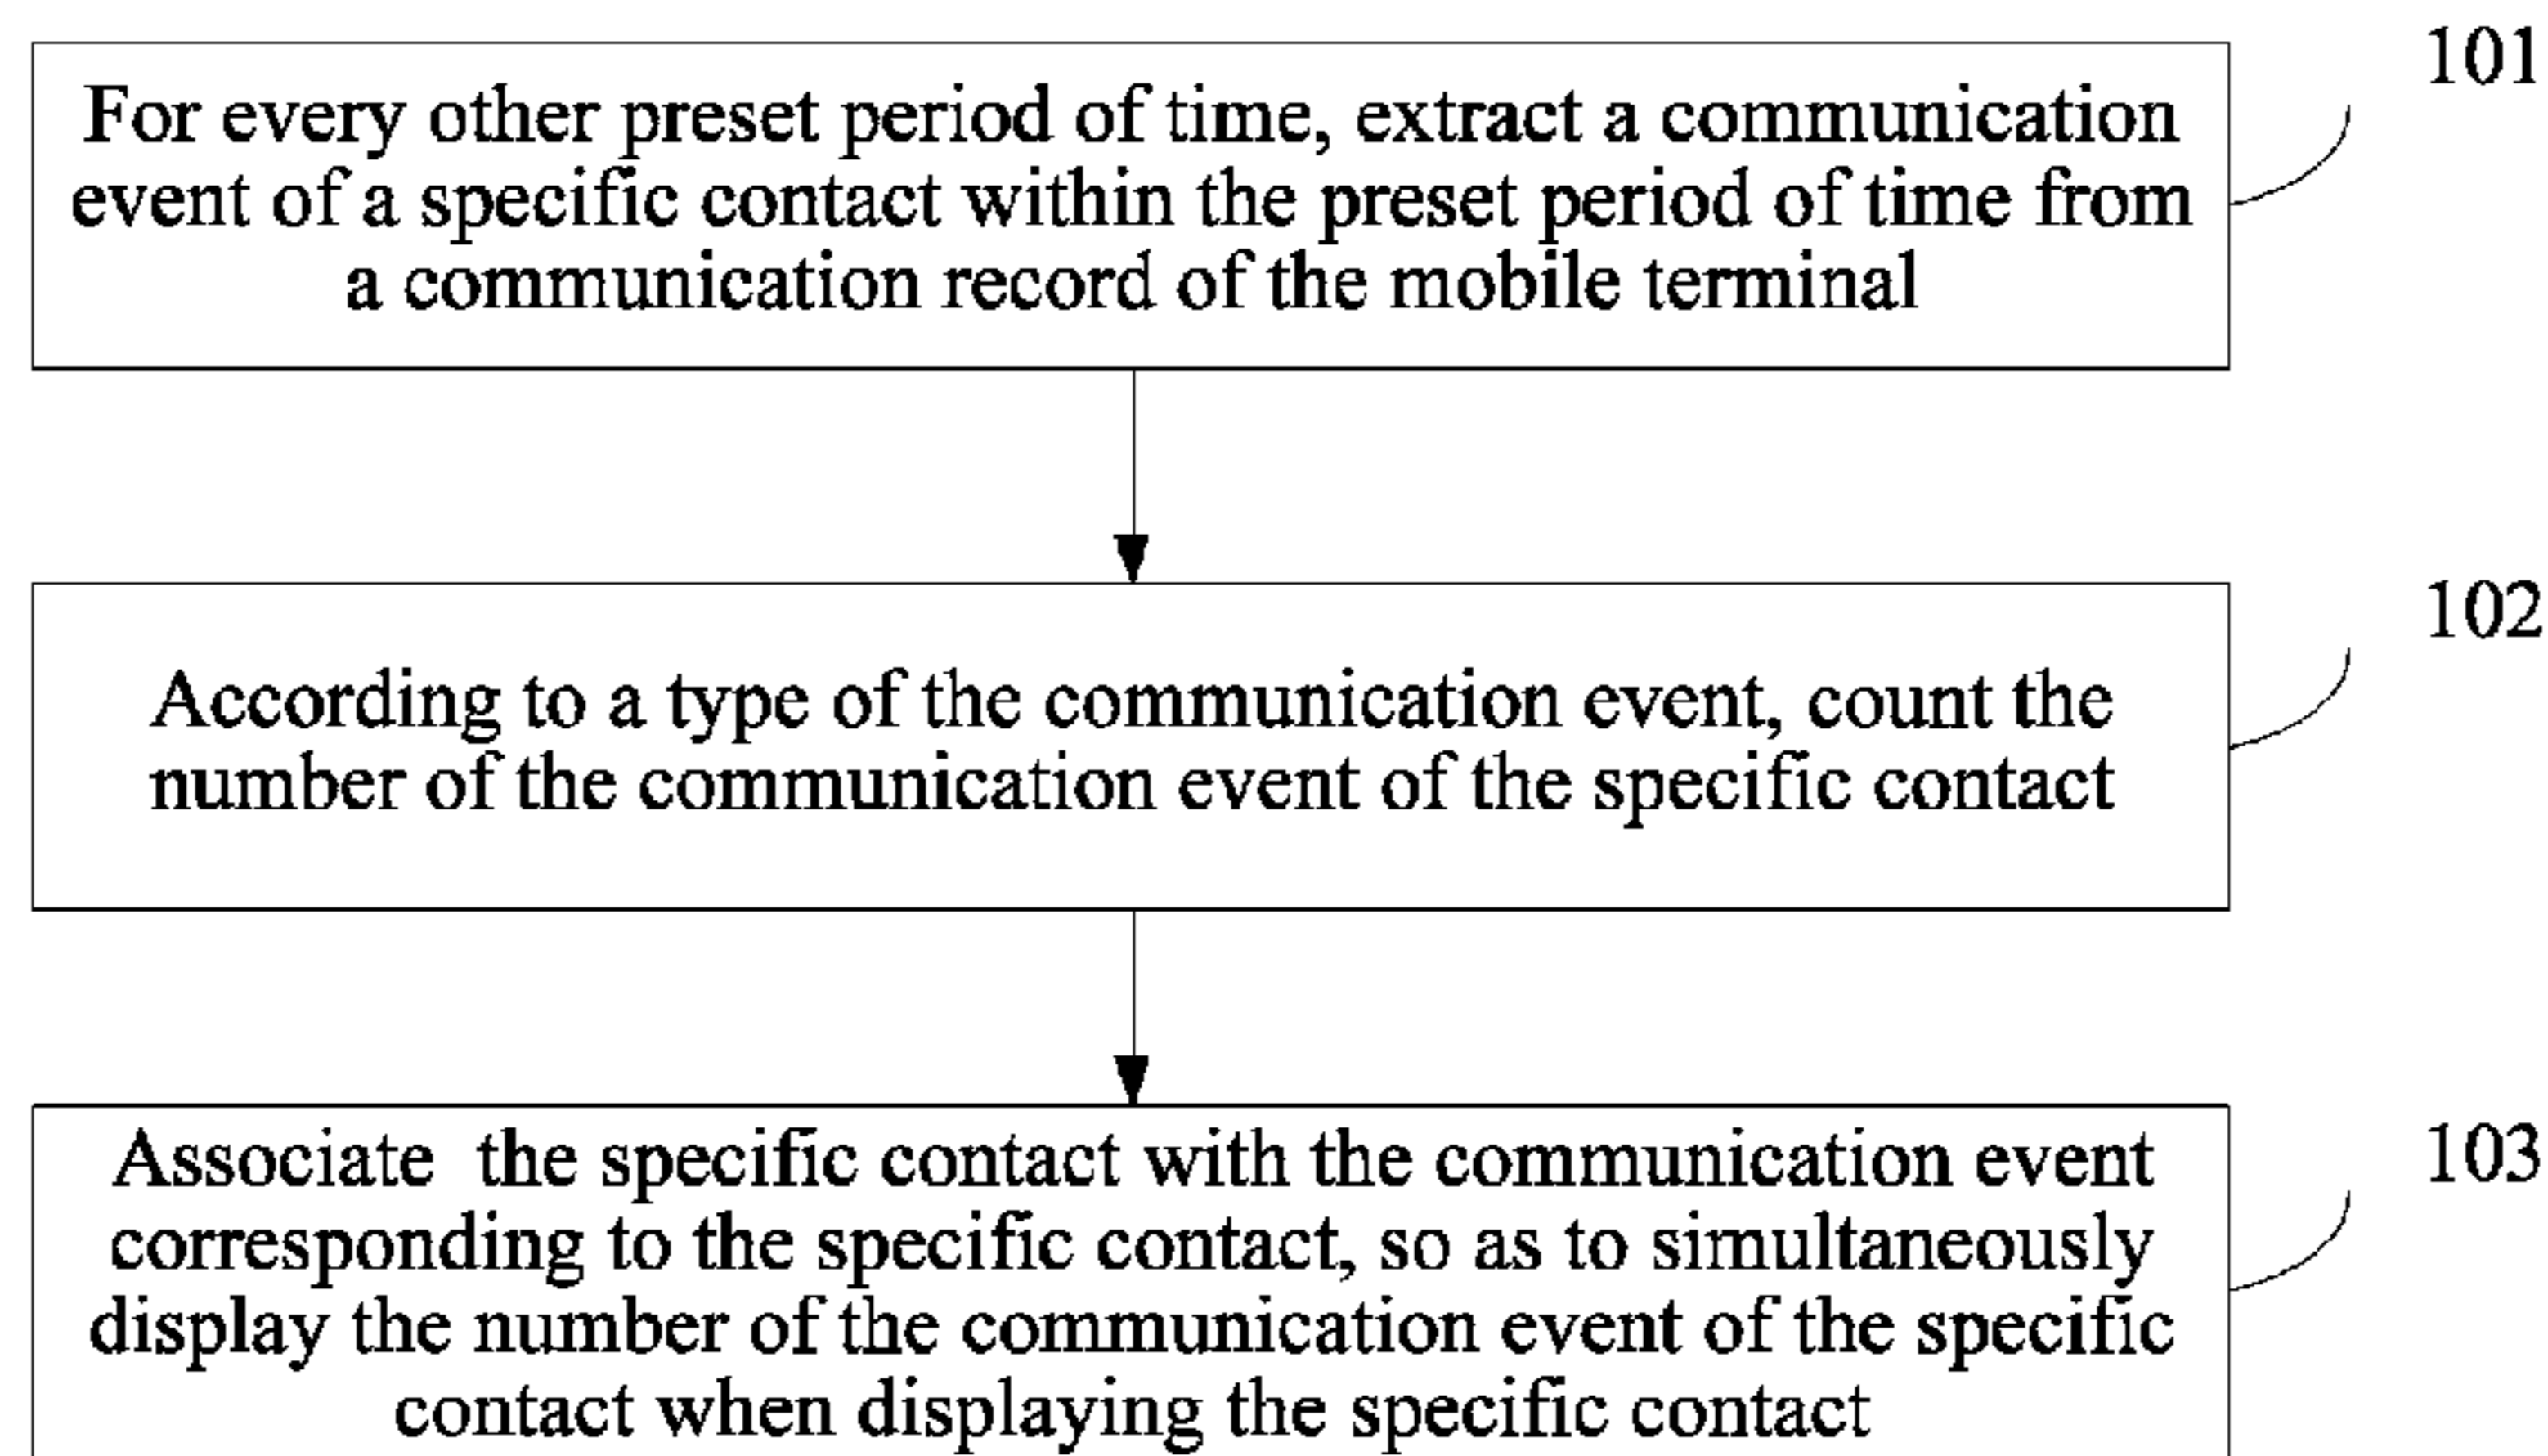 101
For every other preset period of time, extract a communication
event of a specific contact within the preset period of time from
a communication record of the mobile terminal
102
According to a type of the communication event, count the
number of the communication event of the specific contact
103
Associate the specific contact with the communication event
corresponding to the specific contact, so as to simultaneously
display the number of the communication event of the specific
contact when displaying the specific contact